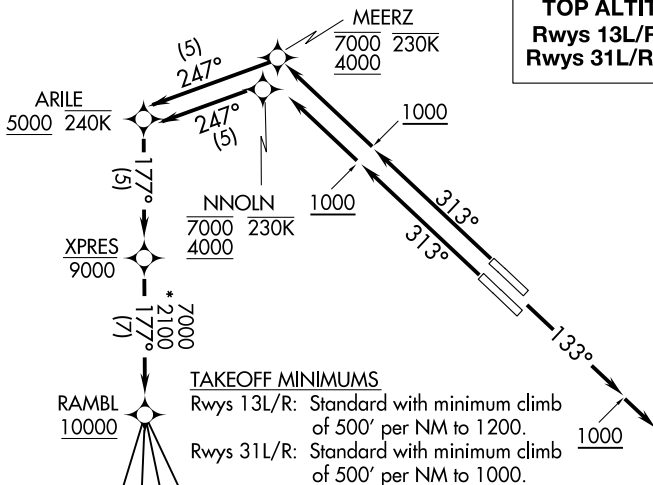 TOP ALTIT
Rwys 13L/R
Rwys 31L/R
MEERZ
7000 230K
4000
(5)
247°
ARILE
5000 240K
247°
(5)
1000
NNOLN
7000 230K
4000
1000
313°
313°
177°
(5)
XPRES
9000
7000
*2100
177°
(7)
133°
1000
RAMBL
10000
TAKEOFF MINIMUMS
Rwys 13L/R: Standard with minimum climb
of 500' per NM to 1200.
Rwys 31L/R: Standard with minimum climb
of 500' per NM to 1000.